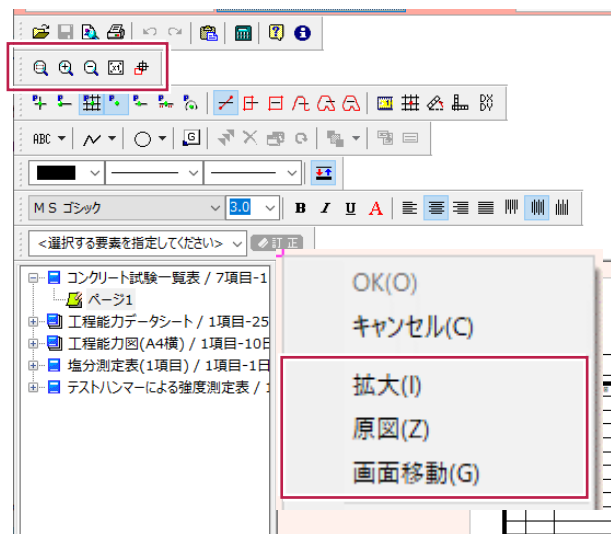 ABC
G
x1
DX
MS ゴシック
3.0
B I U A
<選択する要素を指定してください>
訂正
コンクリート試験一覧表 / 7項目-1
ページ1
工程能力データシート / 1項目-25
工程能力図(A4横) / 1項目-10日
塩分測定表(1項目) / 1項目-1日
テストハンマーによる強度測定表 / 1
OK(O)
キャンセル(C)
拡大(I)
原図(Z)
画面移動(G)